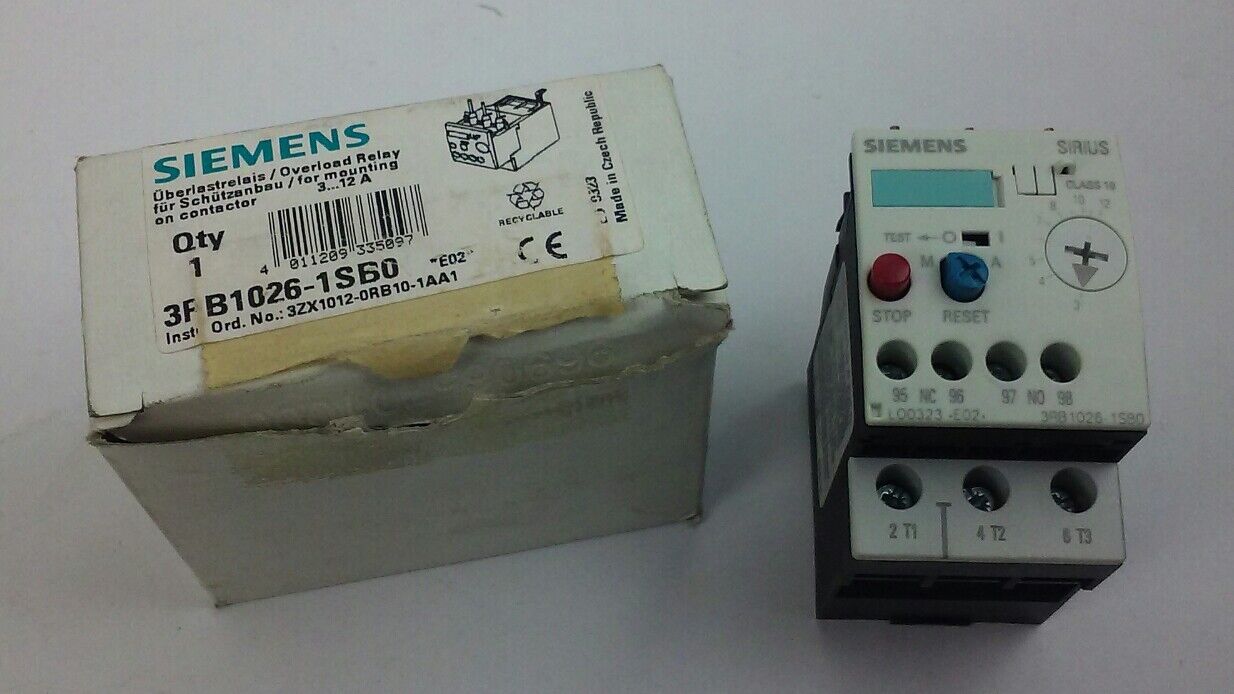 SIEMENS
Überlastrelais / Overload Relay
für Schützanbau / for mounting
on contactor 3...12 A
Qty
1
4 011209 335097
RECYCLABLE
CE
0323
Made in Czech Republic
B1026-1SB0 *E02*
Ord. No.: 3ZX1012-0RB10-1AA1
SIEMENS SIRIUS
CLASS 10
8 10 12
TEST O I
M A
5
4
3
STOP RESET
95 NC 96 97 NO 98
L00323 *E02* 3RB1026-1SB0
2 T1 4 T2 6 T3